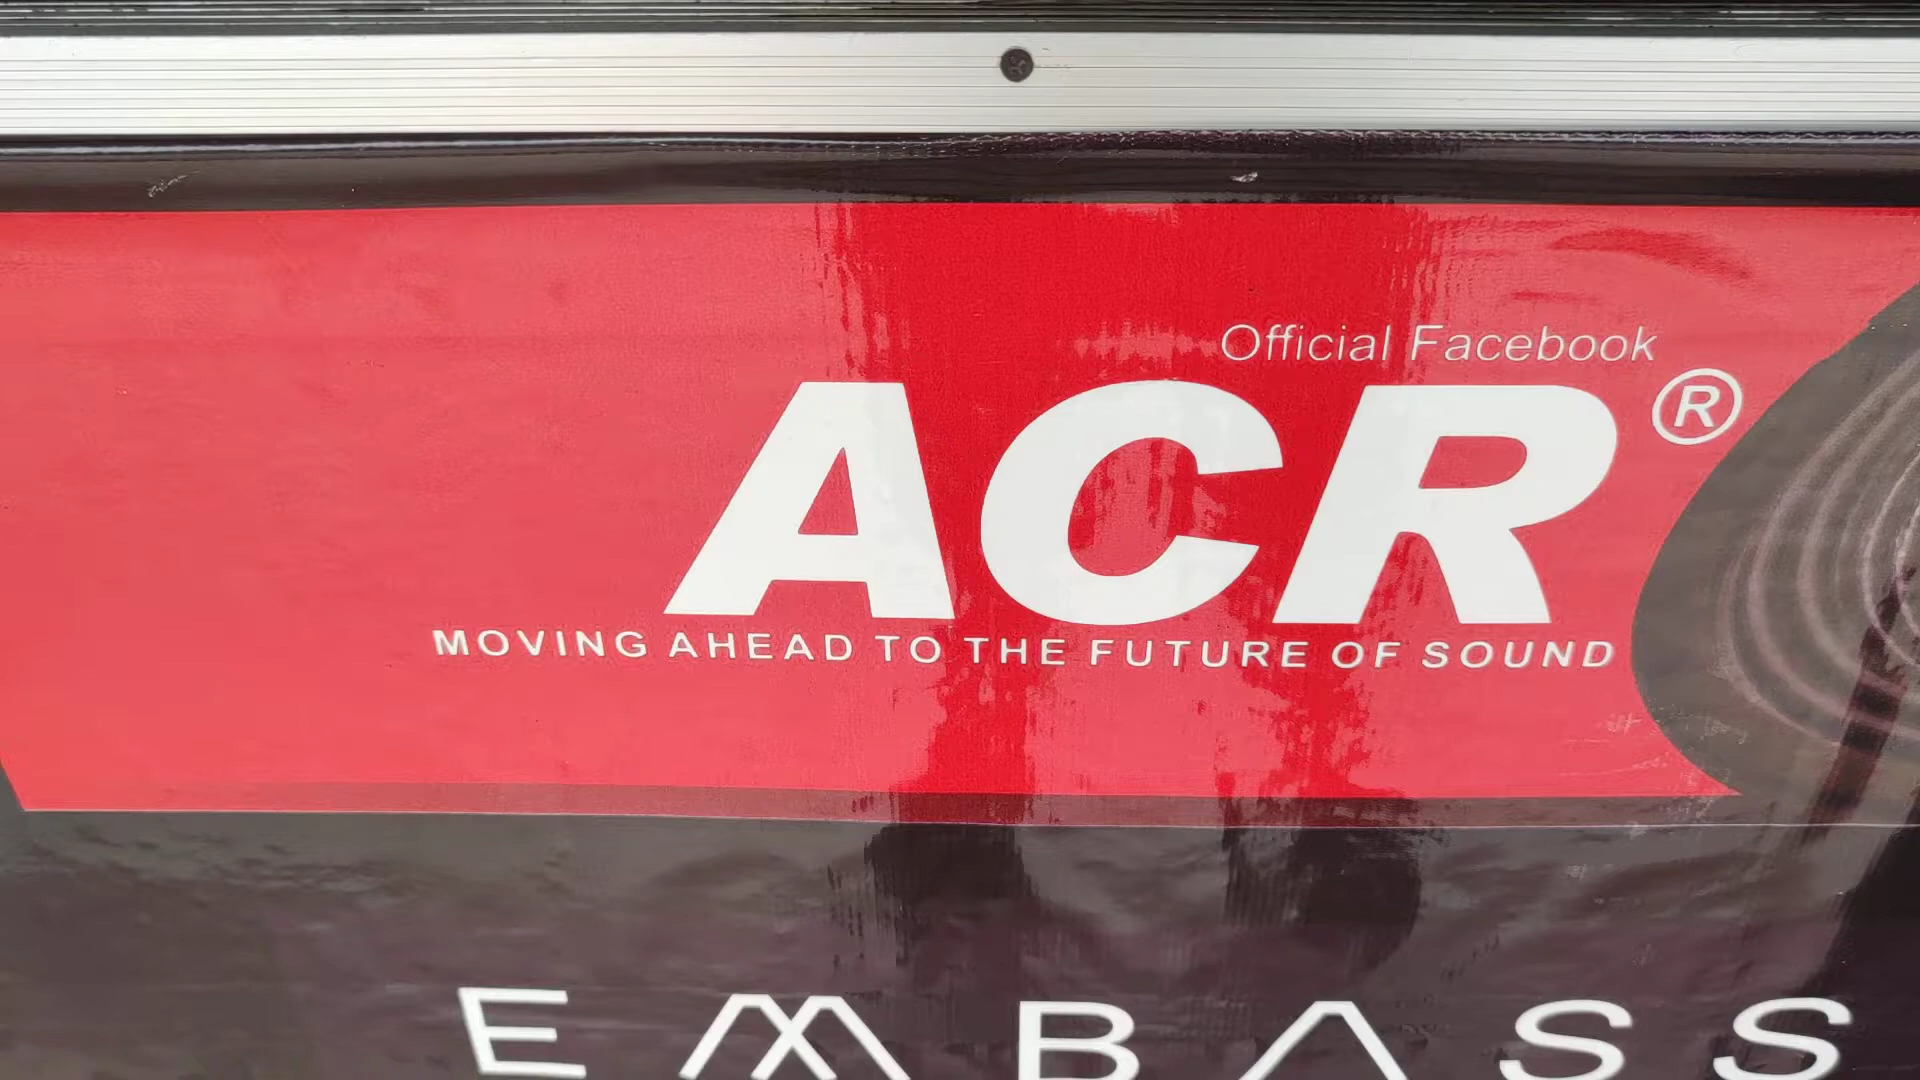 Official Facebook
ACR®
MOVING AHEAD TO THE FUTURE OF SOUND
EMBASS